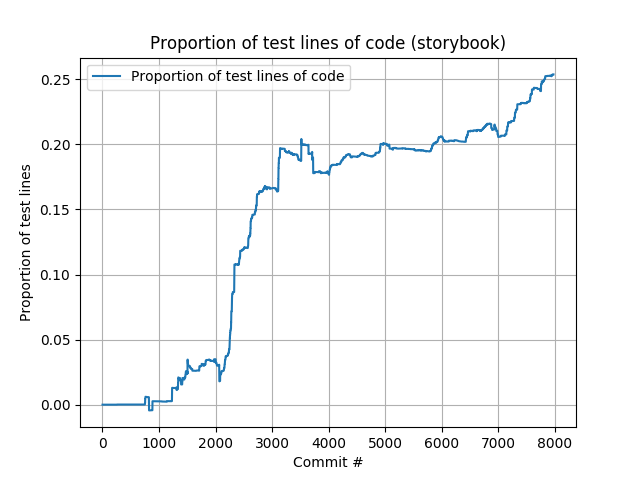 Proportion of test lines of code (storybook)
Proportion of test lines of code
Proportion of test lines
0.25
0.20
0.15
0.10
0.05
0.00
0 1000 2000 3000 4000 5000 6000 7000 8000
Commit #